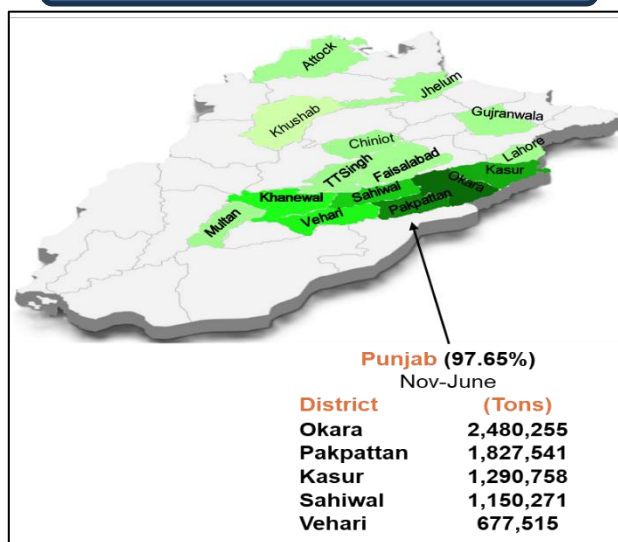 Attock
Jhelum
Khushab
Gujranwala
Chiniot
Lahore
TTSingh
Faisalabad
Kasur
Okara
Khanewal
Sahiwal
Pakpattan
Multan
Vehari
Punjab (97.65%)
Nov-June
District (Tons)
Okara 2,480,255
Pakpattan 1,827,541
Kasur 1,290,758
Sahiwal 1,150,271
Vehari 677,515